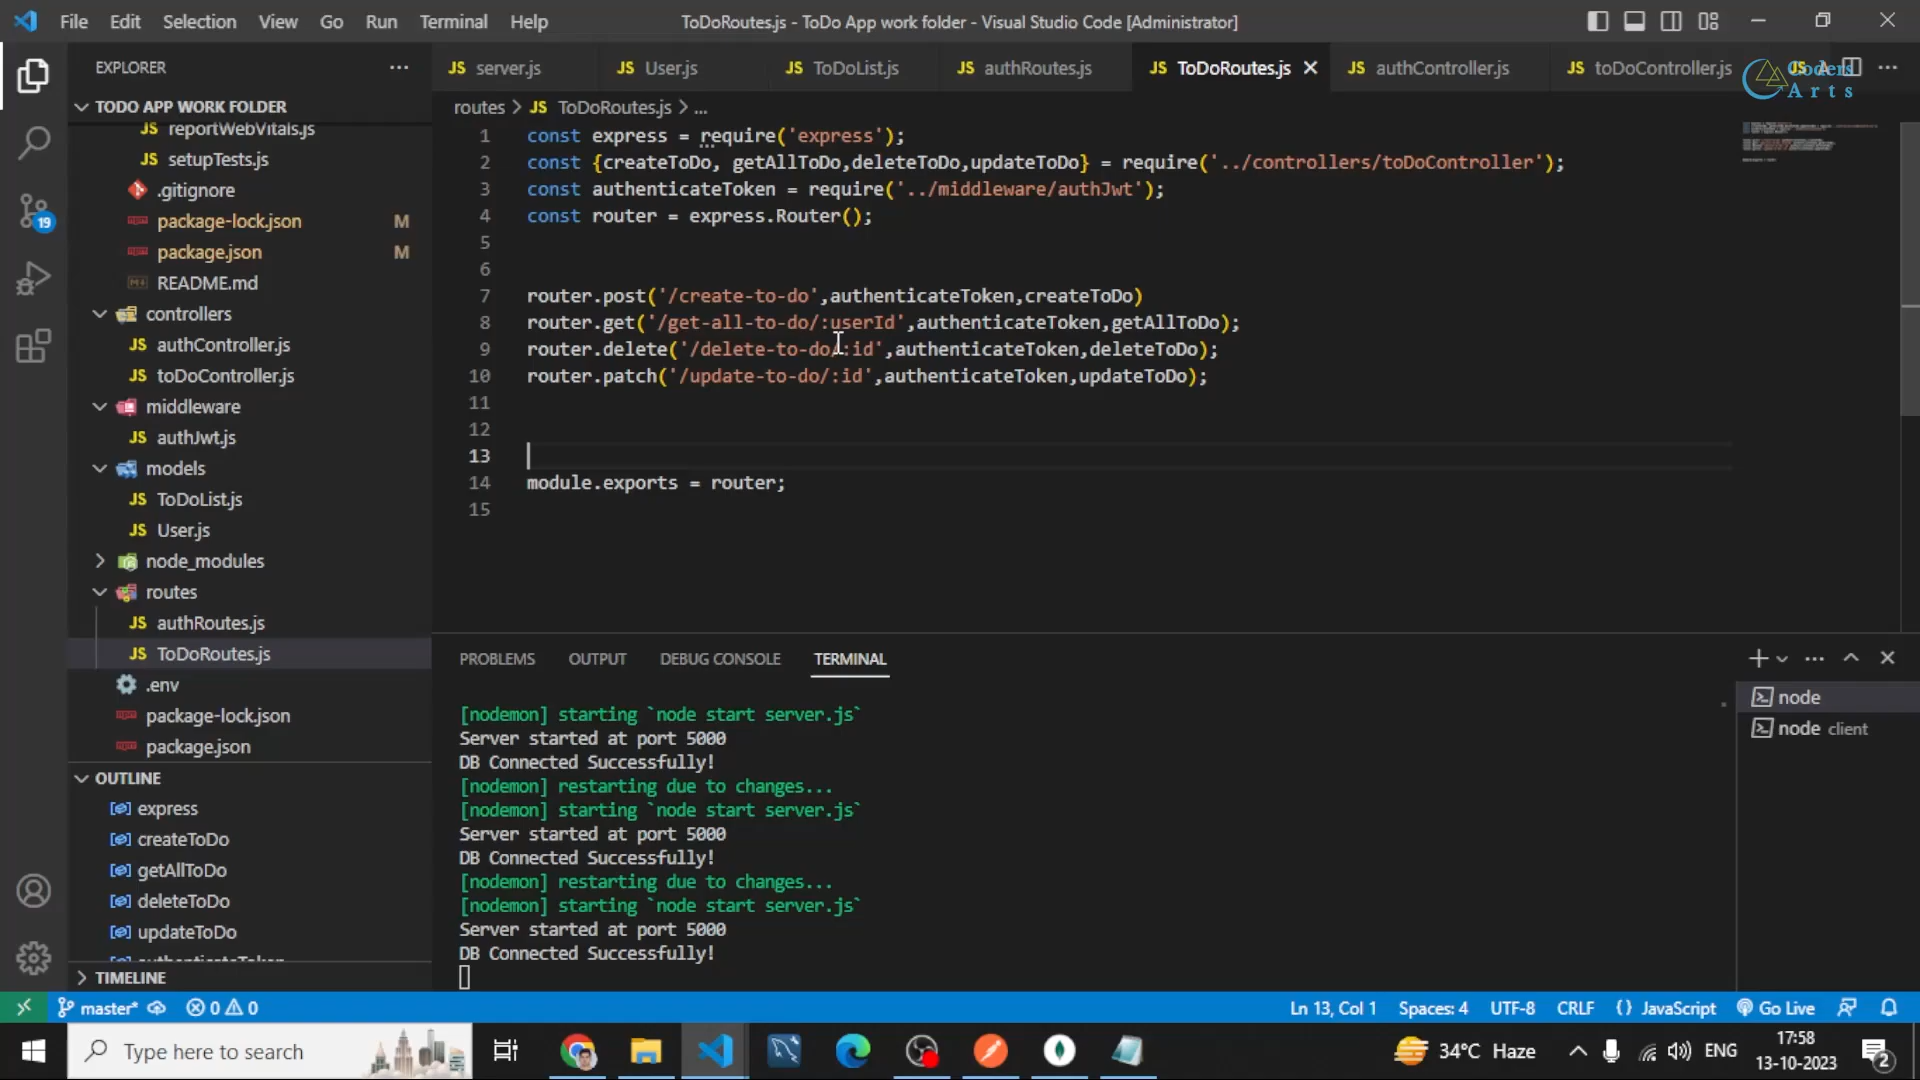 File Edit Selection View Go Run Terminal Help
ToDoRoutes.js - ToDo App work folder - Visual Studio Code [Administrator]
EXPLORER
TODO APP WORK FOLDER
reportWebVitals.js
setupTests.js
.gitignore
package-lock.json M
package.json M
README.md
controllers
authController.js
toDoController.js
middleware
authJwt.js
models
ToDoList.js
User.js
node_modules
routes
authRoutes.js
ToDoRoutes.js
.env
package-lock.json
package.json
OUTLINE
express
createToDo
getAllToDo
deleteToDo
updateToDo
authenticateToken
TIMELINE
19
JS server.js JS User.js JS ToDoList.js JS authRoutes.js JS ToDoRoutes.js JS authController.js JS toDoController.js
Coders
Arts
routes > JS ToDoRoutes.js > ...
1 const express = require('express');
2 const {createToDo, getAllToDo,deleteToDo,updateToDo} = require('../controllers/toDoController');
3 const authenticateToken = require('../middleware/authJwt');
4 const router = express.Router();
5
6
7 router.post('/create-to-do',authenticateToken,createToDo)
8 router.get('/get-all-to-do/:userId',authenticateToken,getAllToDo);
9 router.delete('/delete-to-do/:id',authenticateToken,deleteToDo);
10 router.patch('/update-to-do/:id',authenticateToken,updateToDo);
11
12
13
14 module.exports = router;
15
PROBLEMS OUTPUT DEBUG CONSOLE TERMINAL
[nodemon] starting `node start server.js`
Server started at port 5000
DB Connected Successfully!
[nodemon] restarting due to changes...
[nodemon] starting `node start server.js`
Server started at port 5000
DB Connected Successfully!
[nodemon] restarting due to changes...
[nodemon] starting `node start server.js`
Server started at port 5000
DB Connected Successfully!
node
node client
master* 0 0 Ln 13, Col 1 Spaces: 4 UTF-8 CRLF {} JavaScript Go Live
Type here to search
34°C Haze ENG
17:58
13-10-2023
2